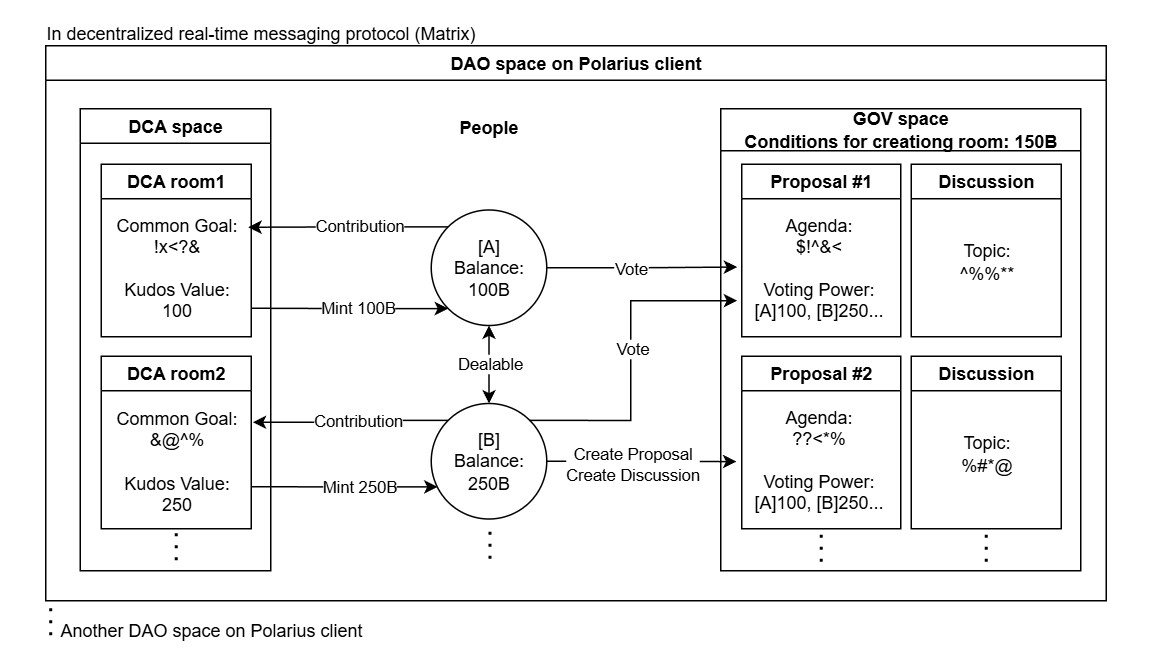 In decentralized real-time messaging protocol (Matrix)
DAO space on Polarius client
DCA space
DCA room1
Common Goal:
!x<?&
Kudos Value:
100
DCA room2
Common Goal:
&@^%
Kudos Value:
250
People
Contribution
Mint 100B
[A]
Balance:
100B
Dealable
Contribution
Mint 250B
[B]
Balance:
250B
Vote
Vote
Create Proposal
Create Discussion
GOV space
Conditions for creationg room: 150B
Proposal #1
Agenda:
$!^&<
Voting Power:
[A]100, [B]250...
Discussion
Topic:
^%%**
Proposal #2
Agenda:
??<*%
Voting Power:
[A]100, [B]250...
Discussion
Topic:
%#*@
Another DAO space on Polarius client